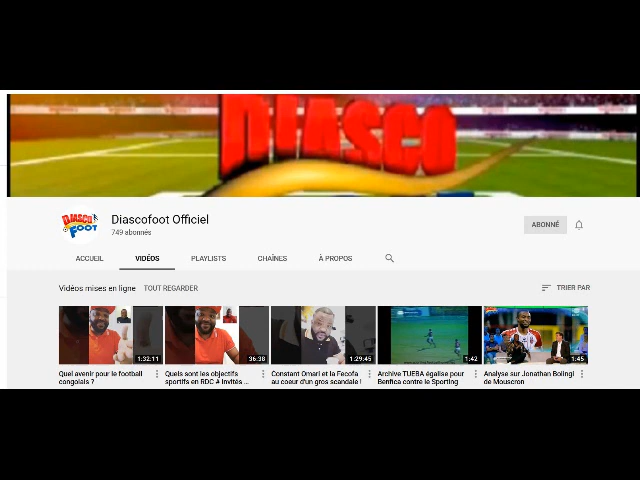 DIASCO
DIASCO
FOOT
Diascofoot Officiel
749 abonnés
ABONNÉ
ACCUEIL VIDÉOS PLAYLISTS CHAÎNES À PROPOS
Vidéos mises en ligne TOUT REGARDER TRIER PAR
1:32:11
36:38
1:29:45
1:42
1:45
Quel avenir pour le football
congolais ?
Quels sont les objectifs
sportifs en RDC # Invités ...
Constant Omari et la Fecofa
au coeur d'un gros scandale !
Archive TUEBA égalise pour
Benfica contre le Sporting
Analyse sur Jonathan Bolingi
de Mouscron